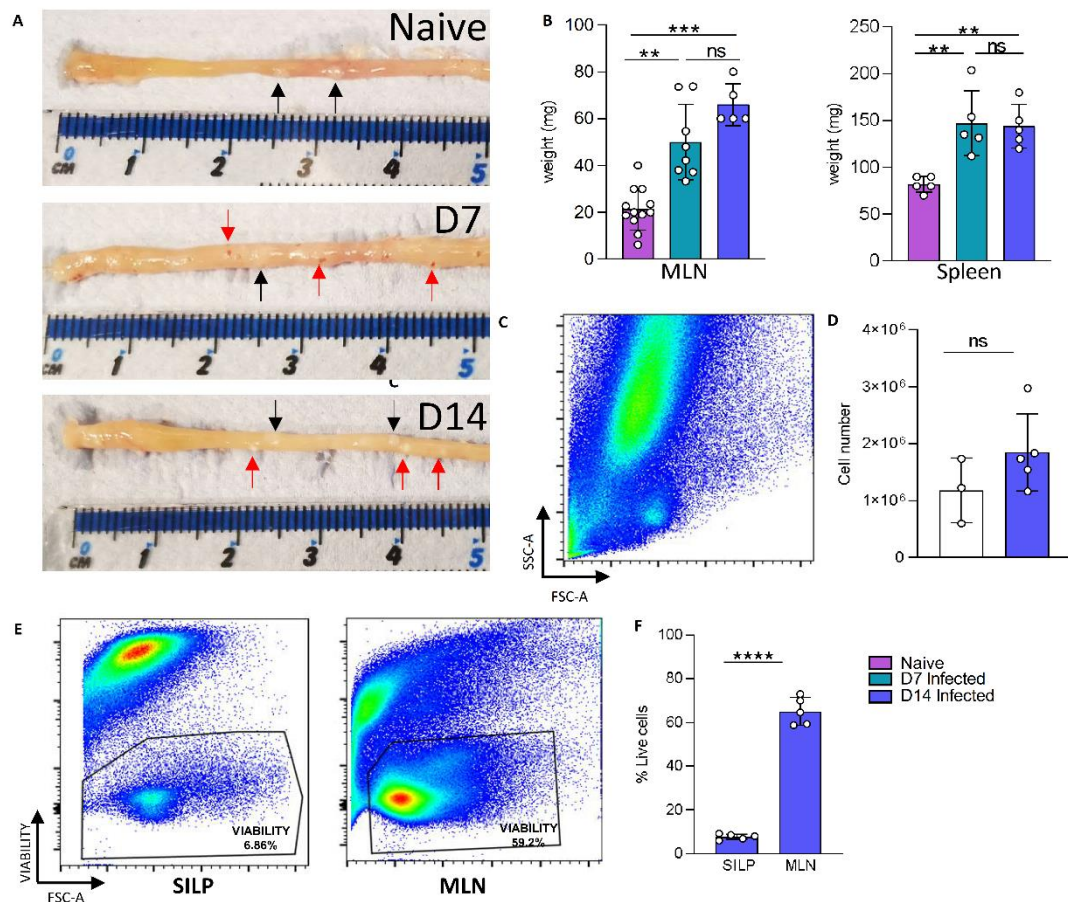 A
Naive
0 1 2 3 4 5
CM
D7
0 1 2 3 4 5
CM
C
D14
0 1 2 3 4 5
CM
B
weight (mg)
100
80
60
40
20
0
***
**
ns
MLN
weight (mg)
250
200
150
100
50
0
**
**
ns
Spleen
C
SSC-A
FSC-A
D
Cell number
4×10⁶
3×10⁶
2×10⁶
1×10⁶
0
ns
E
VIABILITY
FSC-A
VIABILITY
6.86%
SILP
VIABILITY
59.2%
MLN
F
% Live cells
100
80
60
40
20
0
****
SILP MLN
Naive
D7 Infected
D14 Infected